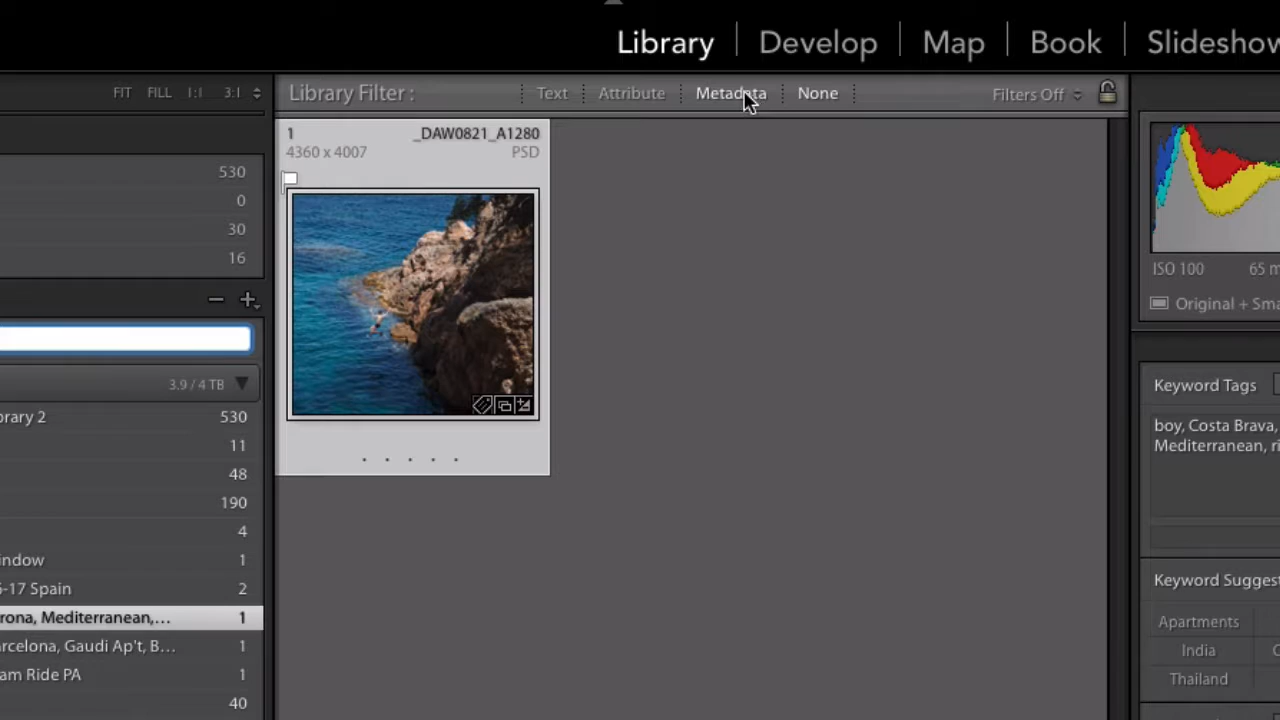 Library Develop Map Book Slideshow
FIT FILL 1:1 3:1
Library Filter : Text Attribute Metadata None Filters Off
1 _DAW0821_A1280
4360 x 4007 PSD
530
0
30
16
3.9 / 4 TB
brary 2 530
11
48
190
4
indow 1
6-17 Spain 2
rona, Mediterranean,... 1
arcelona, Gaudi Ap't, B... 1
am Ride PA 1
40
ISO 100 65 m
Original + Sma
Keyword Tags
boy, Costa Brava,
Mediterranean, ri
Keyword Sugges
Apartments
India
Thailand